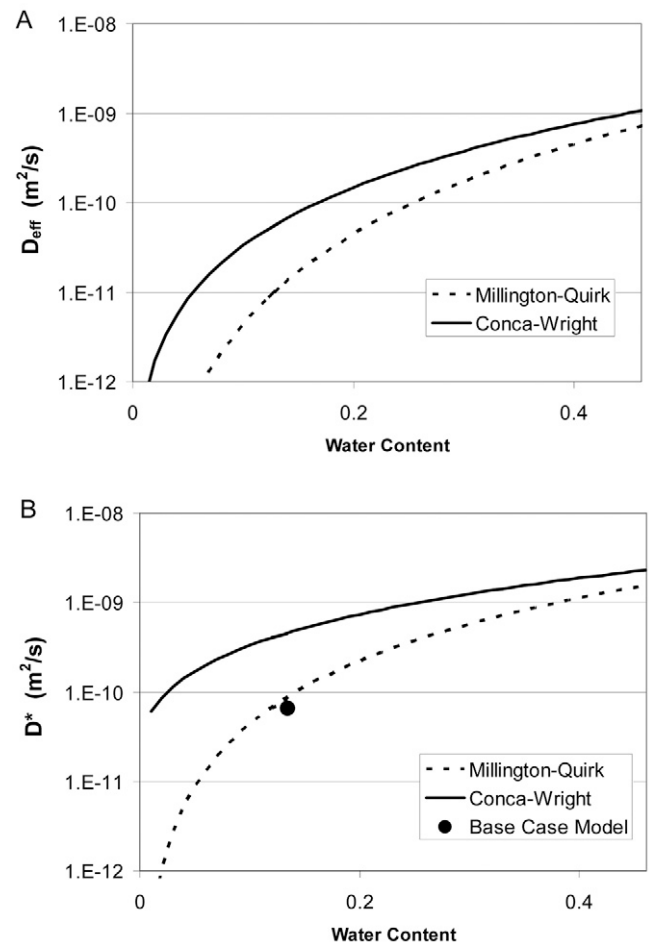 A
1.E-08
1.E-09
1.E-10
1.E-11
1.E-12
D_eff (m²/s)
0
0.2
0.4
Water Content
Millington-Quirk
Conca-Wright
B
1.E-08
1.E-09
1.E-10
1.E-11
1.E-12
D* (m²/s)
0
0.2
0.4
Water Content
Millington-Quirk
Conca-Wright
Base Case Model